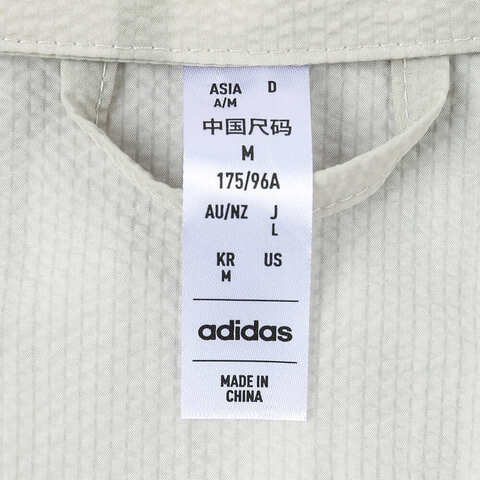 ASIA D
A/M
中国尺码
M
175/96A
AU/NZ J
L
KR US
M
adidas
MADE IN
CHINA